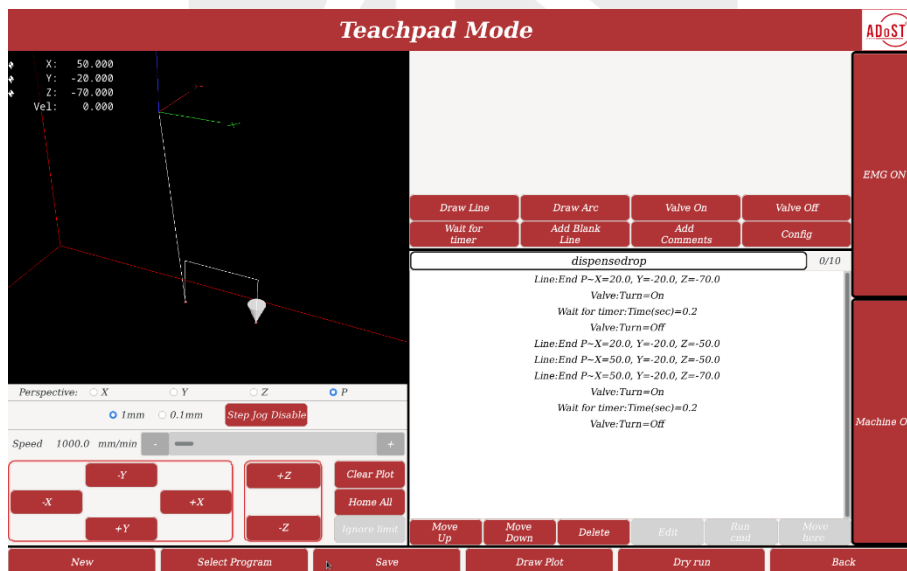 Teachpad Mode
ADoST
X: 50.000
Y: -20.000
Z: -70.000
Vel: 0.000
EMG ON
Draw Line
Draw Arc
Valve On
Valve Off
Wait for
timer
Add Blank
Line
Add
Comments
Config
dispensedrop
0/10
Line:End P~X=20.0, Y=-20.0, Z=-70.0
Valve:Turn=On
Wait for timer:Time(sec)=0.2
Valve:Turn=Off
Line:End P~X=20.0, Y=-20.0, Z=-50.0
Line:End P~X=50.0, Y=-20.0, Z=-50.0
Line:End P~X=50.0, Y=-20.0, Z=-70.0
Valve:Turn=On
Wait for timer:Time(sec)=0.2
Valve:Turn=Off
Perspective:
X
Y
Z
P
1mm
0.1mm
Step Jog Disable
Speed 1000.0 mm/min
-
+
-Y
-X
+X
+Y
+Z
-Z
Clear Plot
Home All
Ignore limit
Machine O
Move
Up
Move
Down
Delete
Edit
Run
cmd
Move
here
New
Select Program
Save
Draw Plot
Dry run
Back